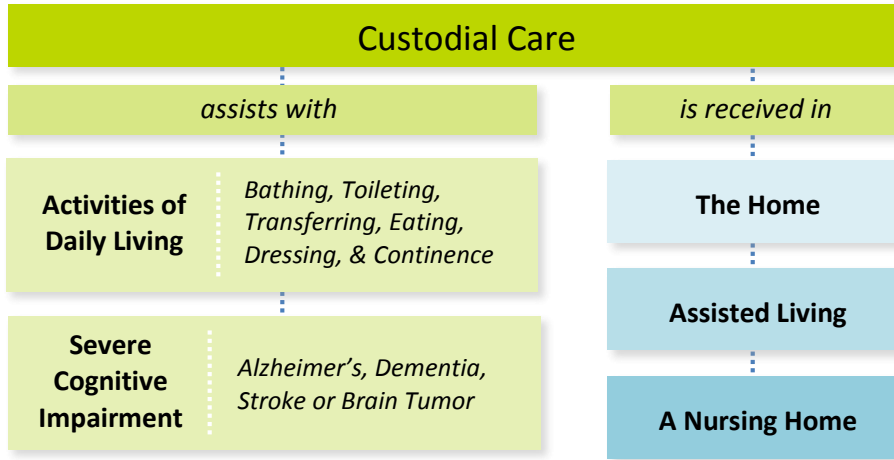 Custodial Care
assists with
Activities of
Daily Living
Bathing, Toileting,
Transferring, Eating,
Dressing, & Continence
Severe
Cognitive
Impairment
Alzheimer’s, Dementia,
Stroke or Brain Tumor
is received in
The Home
Assisted Living
A Nursing Home